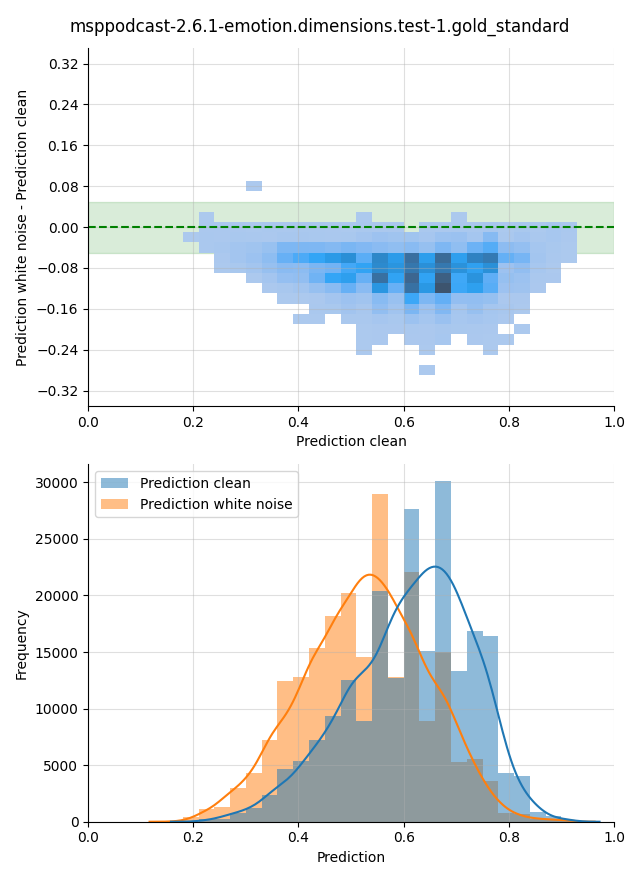 msppodcast-2.6.1-emotion.dimensions.test-1.gold_standard
0.32
0.24
0.16
0.08
0.00
−0.08
−0.16
−0.24
−0.32
Prediction white noise - Prediction clean
0.0 0.2 0.4 0.6 0.8 1.0
Prediction clean
Prediction clean
Prediction white noise
30000
25000
20000
15000
10000
5000
0
Frequency
0.0 0.2 0.4 0.6 0.8 1.0
Prediction